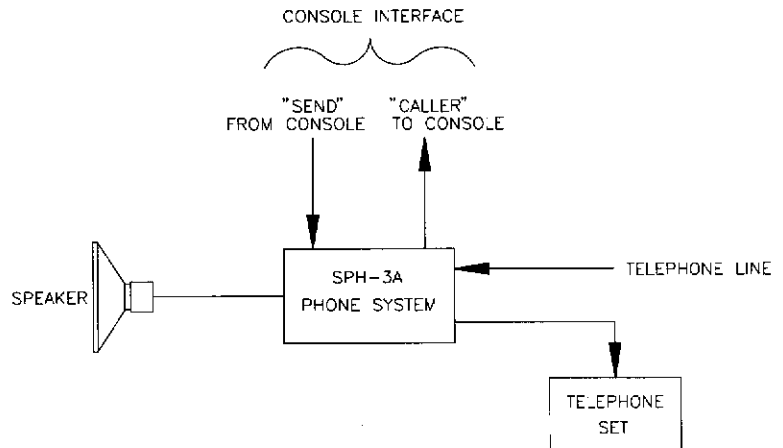 CONSOLE INTERFACE
"SEND"
FROM CONSOLE
"CALLER"
TO CONSOLE
SPH-3A
PHONE SYSTEM
TELEPHONE LINE
SPEAKER
TELEPHONE
SET